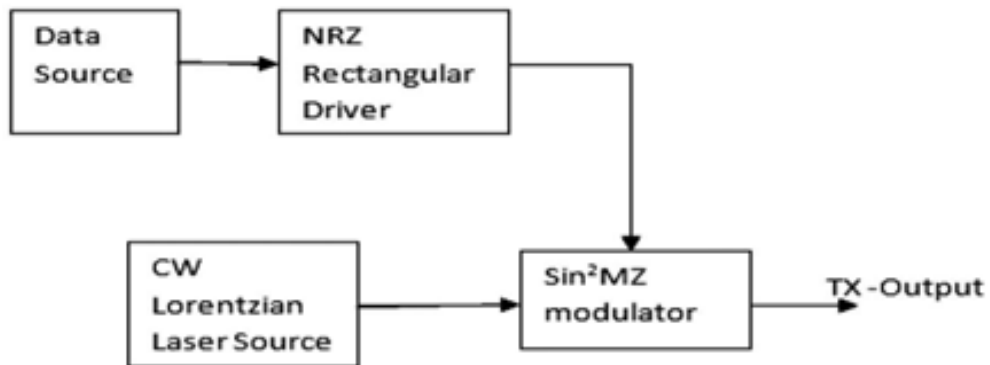 Data
Source
NRZ
Rectangular
Driver
CW
Lorentzian
Laser Source
Sin²MZ
modulator
TX -Output